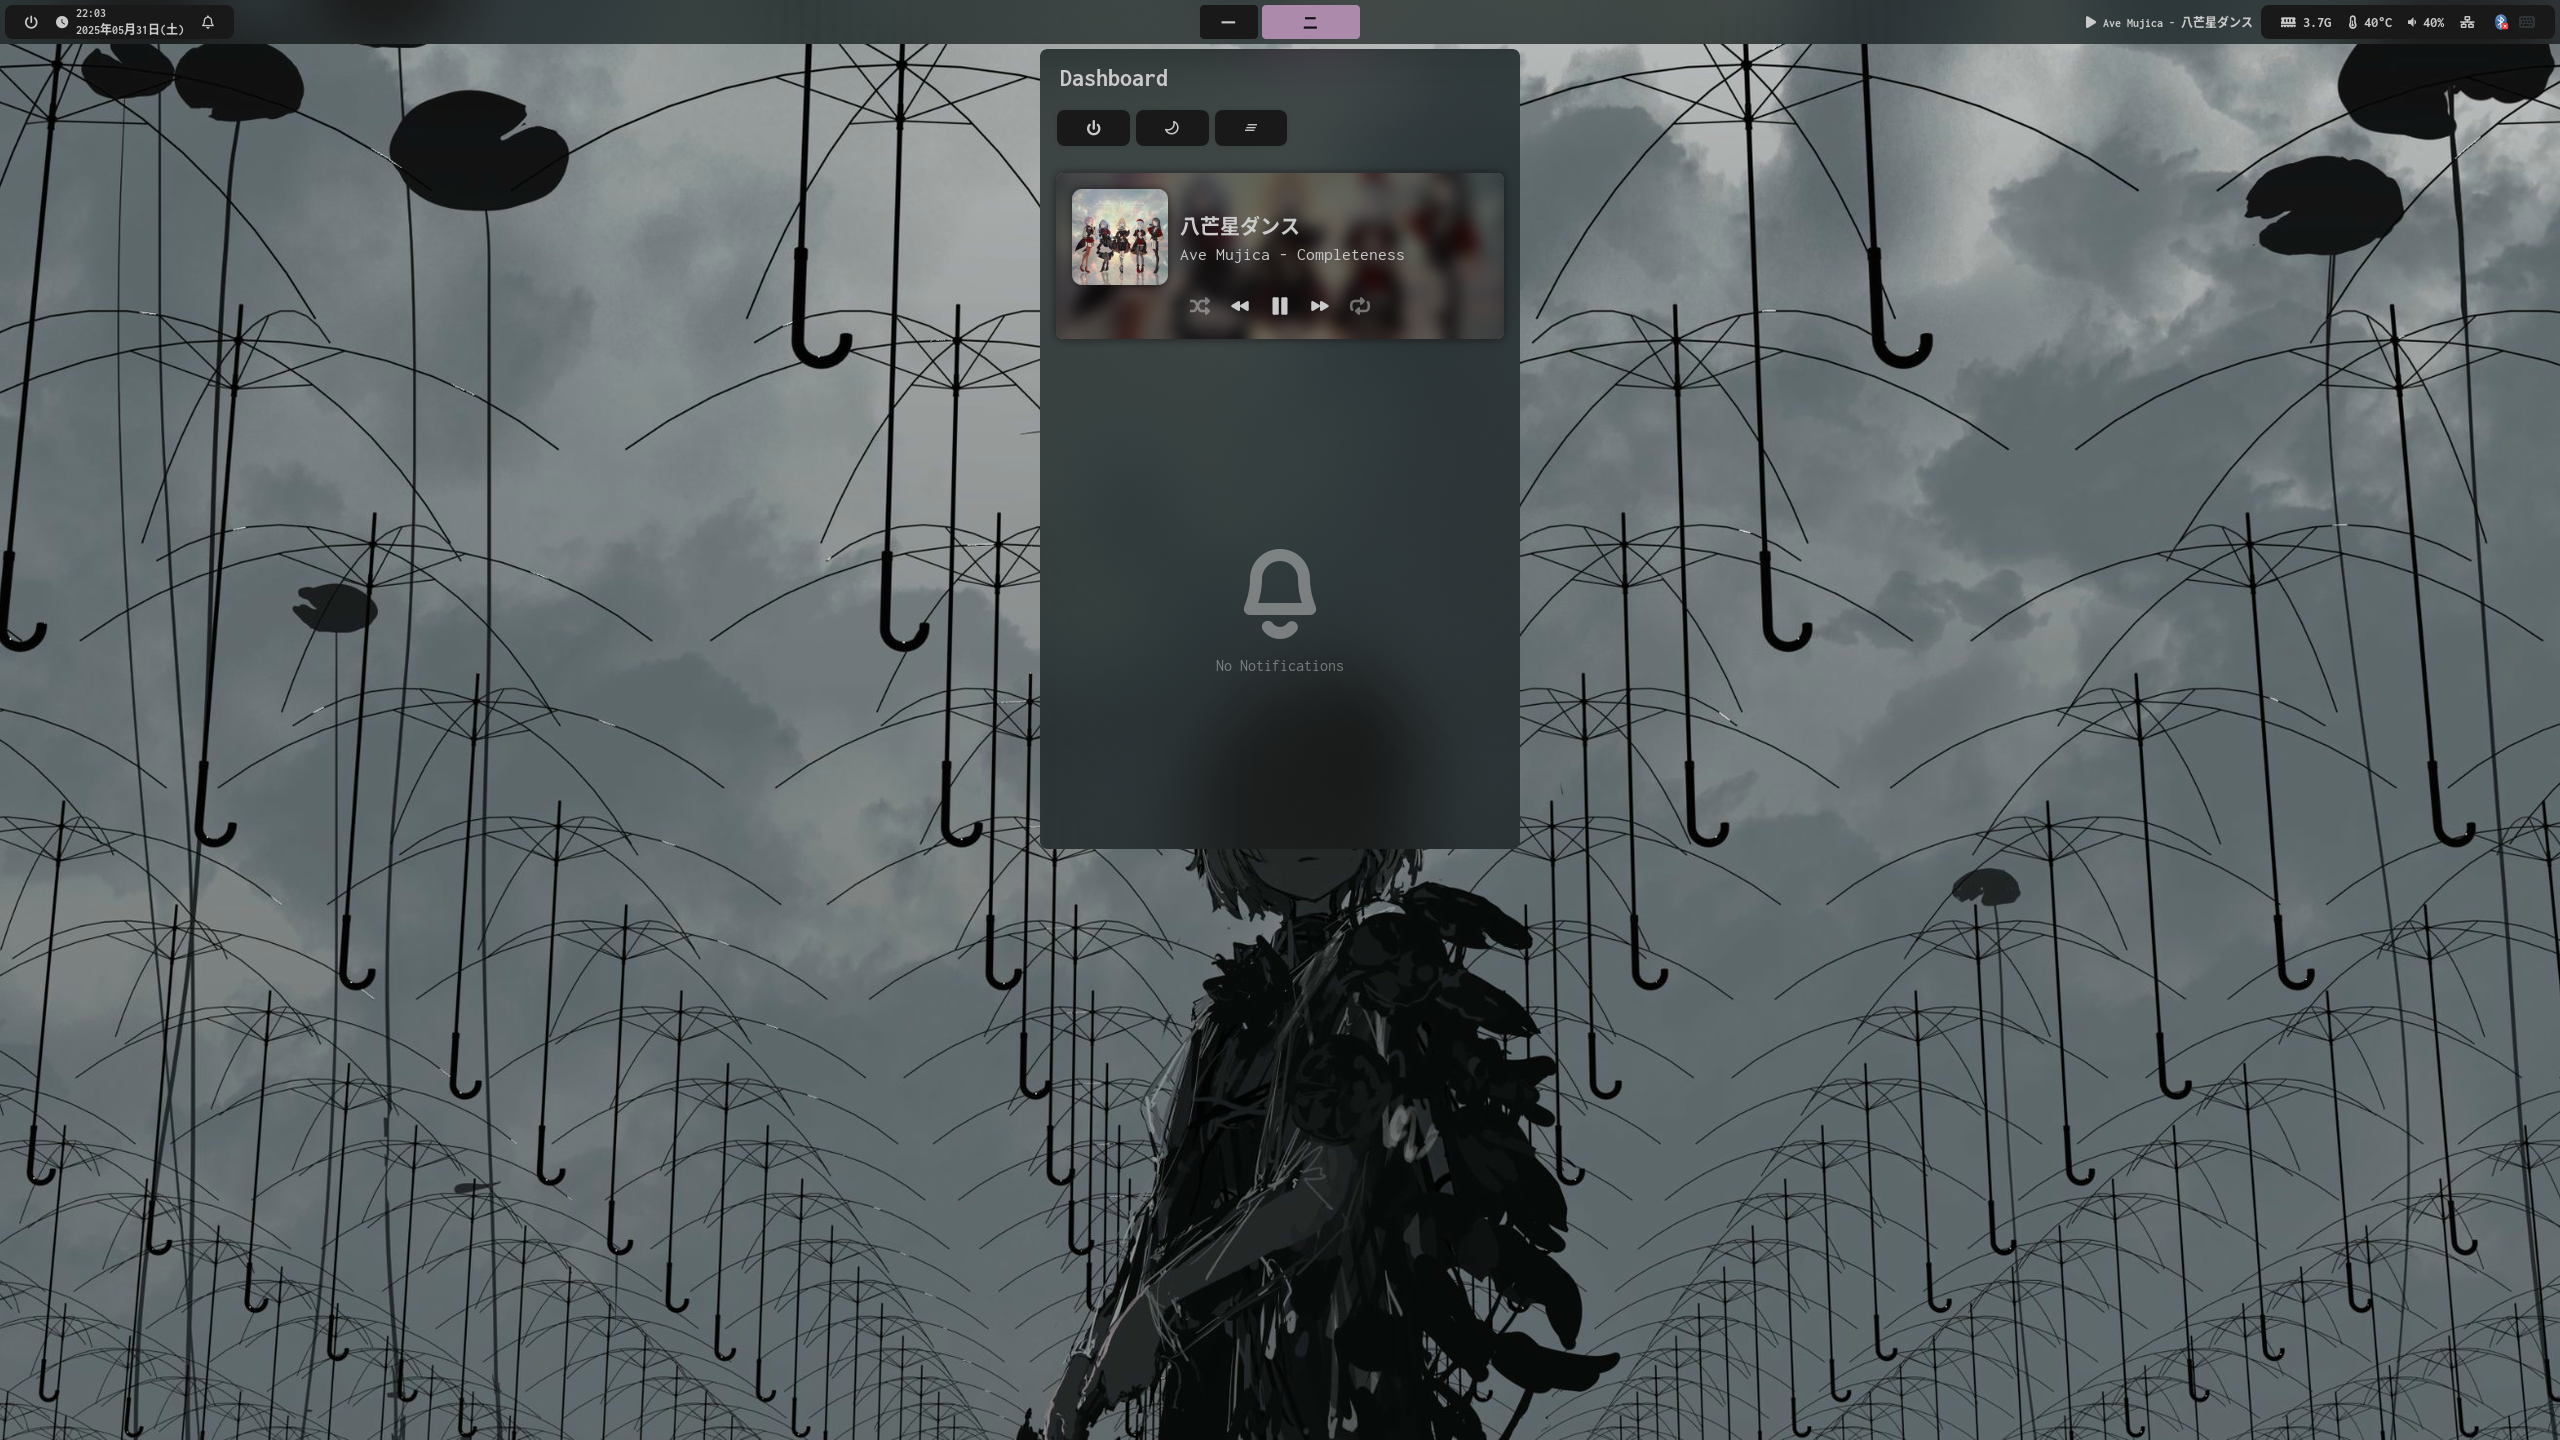 22:03
2025年05月31日(土)
一
二
Ave Mujica - 八芒星ダンス
3.7G
40°C
40%
Dashboard
八芒星ダンス
Ave Mujica - Completeness
No Notifications